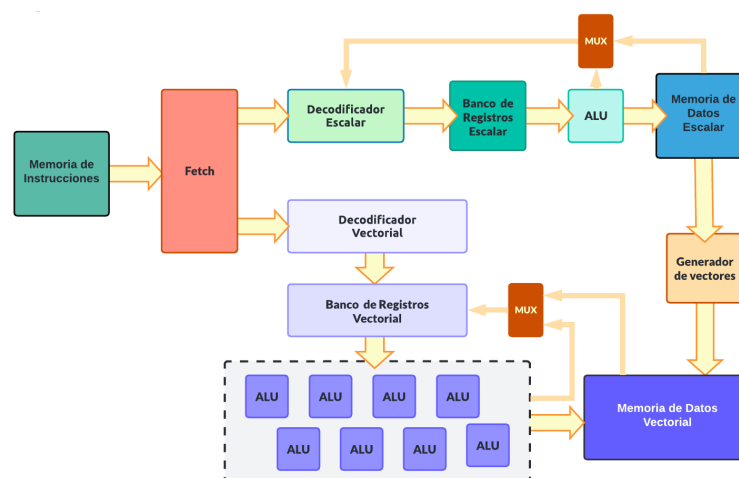 MUX
Decodificador
Escalar
Banco de
Registros
Escalar
ALU
Memoria de
Datos
Escalar
Memoria de
Instrucciones
Fetch
Decodificador
Vectorial
Generador
de vectores
Banco de Registros
Vectorial
MUX
ALU
ALU
ALU
ALU
Memoria de Datos
Vectorial
ALU
ALU
ALU
ALU